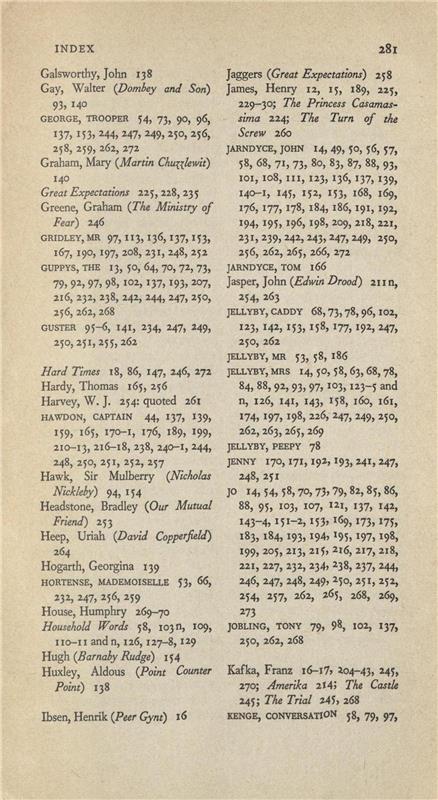 INDEX 281
Galsworthy, John 138
Gay, Walter (Dombey and Son)
93, 140
GEORGE, TROOPER 54, 73, 90, 96,
137, 153, 244, 247, 249, 250, 256,
258, 259, 262, 272
Graham, Mary (Martin Chuzzlewit)
140
Great Expectations 225, 228, 235
Greene, Graham (The Ministry of
Fear) 246
GRIDLEY, MR 97, 113, 136, 137, 153,
167, 190, 197, 208, 231, 248, 252
GUPPYS, THE 13, 50, 64, 70, 72, 73,
79, 92, 97, 98, 102, 137, 193, 207,
216, 232, 238, 242, 244, 247, 250,
256, 262, 268
GUSTER 95–6, 141, 234, 247, 249,
250, 251, 255, 262
Hard Times 18, 86, 147, 246, 272
Hardy, Thomas 165, 256
Harvey, W. J. 254: quoted 261
HAWDON, CAPTAIN 44, 137, 139,
159, 165, 170–1, 176, 189, 199,
210–13, 216–18, 238, 240–1, 244,
248, 250, 251, 252, 257
Hawk, Sir Mulberry (Nicholas
Nickleby) 94, 154
Headstone, Bradley (Our Mutual
Friend) 253
Heep, Uriah (David Copperfield)
264
Hogarth, Georgina 139
HORTENSE, MADEMOISELLE 53, 66,
232, 247, 256, 259
House, Humphry 269–70
Household Words 58, 103n, 109,
110–11 and n, 126, 127–8, 129
Hugh (Barnaby Rudge) 154
Huxley, Aldous (Point Counter
Point) 138
Ibsen, Henrik (Peer Gynt) 16
Jaggers (Great Expectations) 258
James, Henry 12, 15, 189, 225,
229–30; The Princess Casamas-
sima 224; The Turn of the
Screw 260
JARNDYCE, JOHN 14, 49, 50, 56, 57,
58, 68, 71, 73, 80, 83, 87, 88, 93,
101, 108, 111, 123, 136, 137, 139,
140–1, 145, 152, 153, 168, 169,
176, 177, 178, 184, 186, 191, 192,
194, 195, 196, 198, 209, 218, 221,
231, 239, 242, 243, 247, 249, 250,
256, 262, 265, 266, 272
JARNDYCE, TOM 166
Jasper, John (Edwin Drood) 211n,
254, 263
JELLYBY, CADDY 68, 73, 78, 96, 102,
123, 142, 153, 158, 177, 192, 247,
250, 262
JELLYBY, MR 53, 58, 186
JELLYBY, MRS 14, 50, 58, 63, 68, 78,
84, 88, 92, 93, 97, 103, 123–5 and
n, 126, 141, 143, 158, 160, 161,
174, 197, 198, 226, 247, 249, 250,
262, 263, 265, 269
JELLYBY, PEEPY 78
JENNY 170, 171, 192, 193, 241, 247,
248, 251
JO 14, 54, 58, 70, 73, 79, 82, 85, 86,
88, 95, 103, 107, 121, 137, 142,
143–4, 151–2, 153, 169, 173, 175,
183, 184, 193, 194, 195, 197, 198,
199, 205, 213, 215, 216, 217, 218,
221, 227, 232, 234, 238, 237, 244,
246, 247, 248, 249, 250, 251, 252,
254, 257, 262, 265, 268, 269,
273
JOBLING, TONY 79, 98, 102, 137,
250, 262, 268
Kafka, Franz 16–17, 204–43, 245,
270; Amerika 214; The Castle
245; The Trial 245, 268
KENGE, CONVERSATION 58, 79, 97,